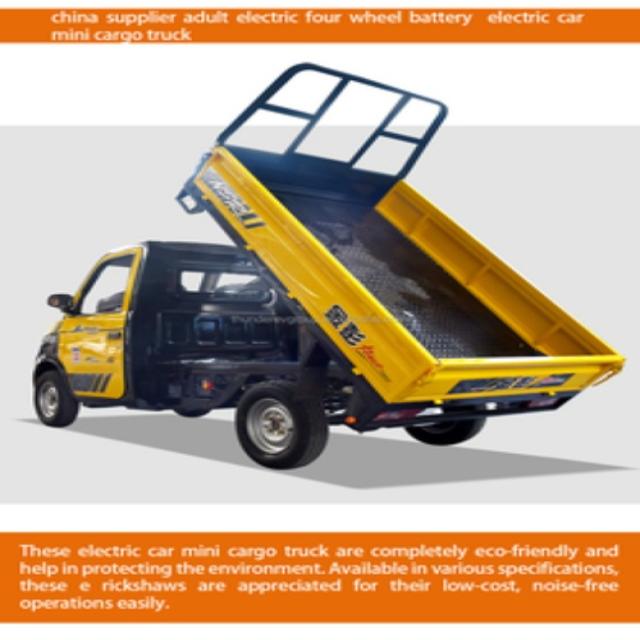 china supplier adult electric four wheel battery electric car
mini cargo truck
金彭
These electric car mini cargo truck are completely eco-friendly and
help in protecting the environment. Available in various specifications,
these e rickshaws are appreciated for their low-cost, noise-free
operations easily.